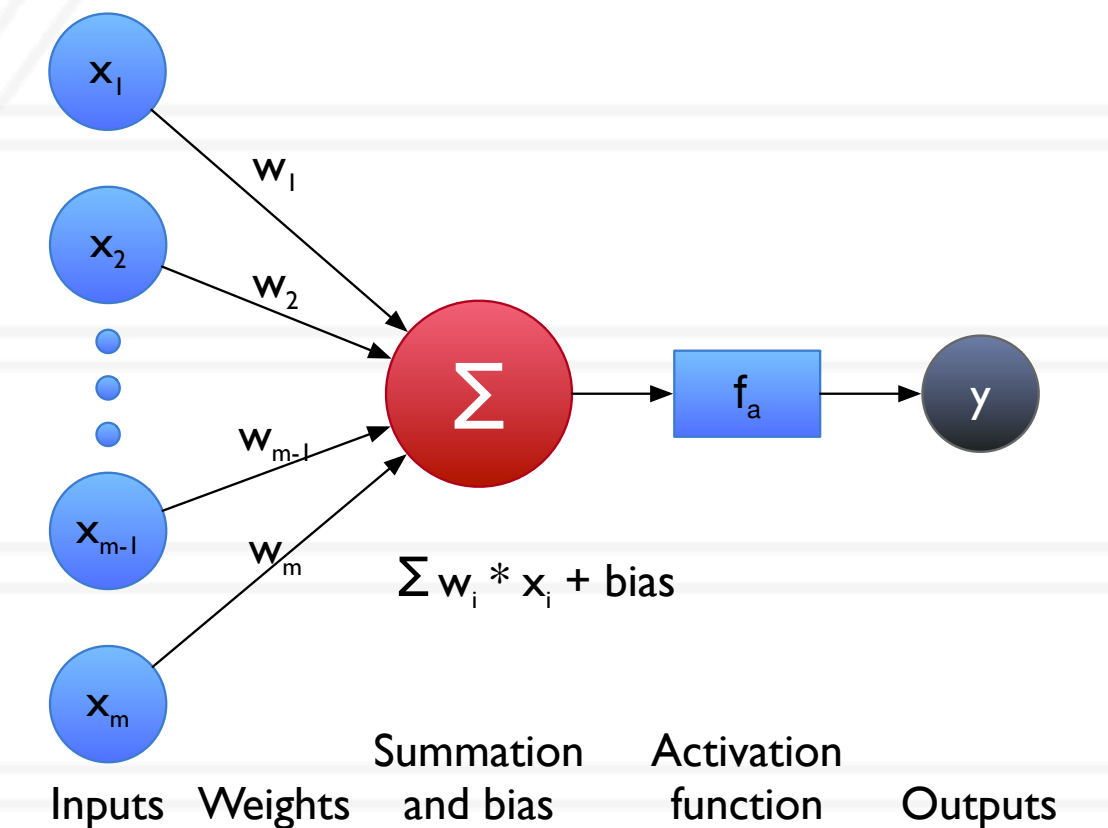 x₁
w₁
x₂
w₂
Σ
fₐ
y
wₘ₋₁
xₘ₋₁
wₘ
Σ wᵢ * xᵢ + bias
xₘ
Summation
and bias
Activation
function
Inputs
Weights
Outputs